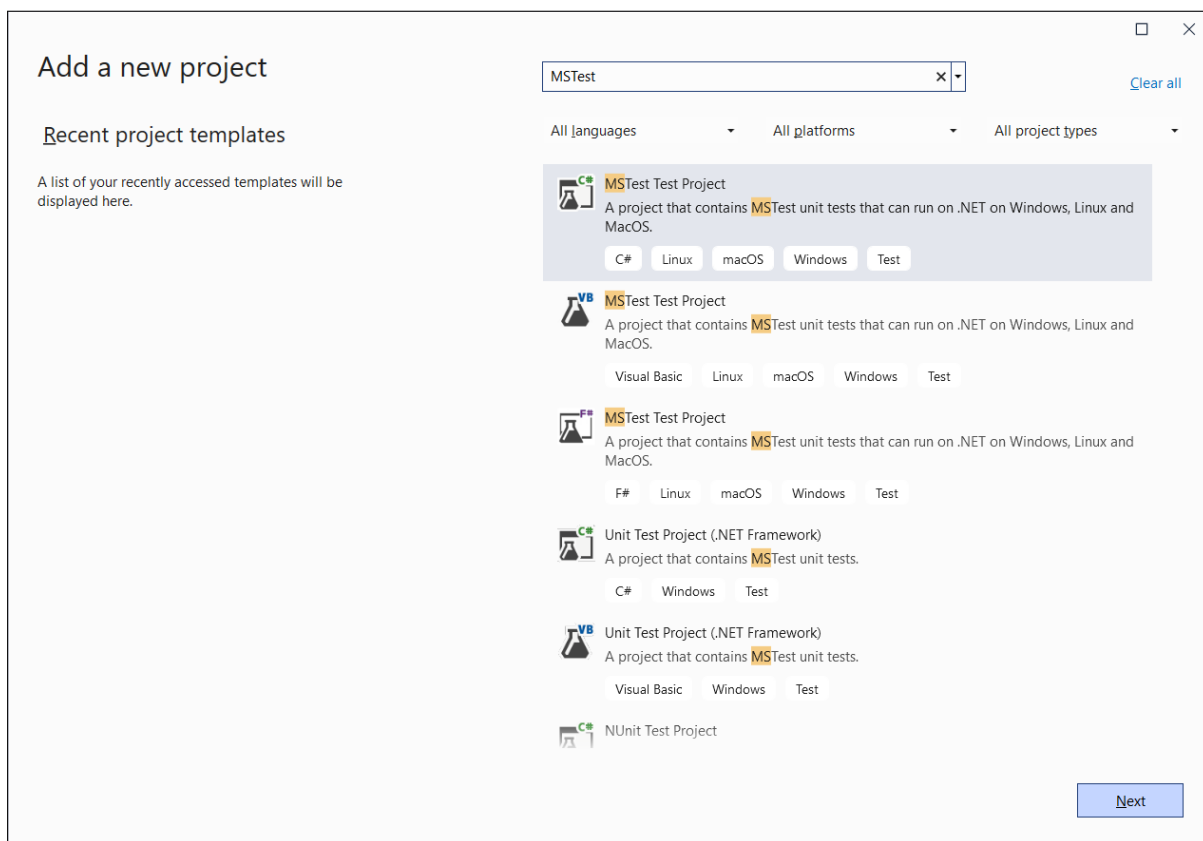 Add a new project
MSTest
Clear all
Recent project templates
All languages
All platforms
All project types
A list of your recently accessed templates will be
displayed here.
C#
MSTest Test Project
A project that contains MSTest unit tests that can run on .NET on Windows, Linux and
MacOS.
C# Linux macOS Windows Test
VB
MSTest Test Project
A project that contains MSTest unit tests that can run on .NET on Windows, Linux and
MacOS.
Visual Basic Linux macOS Windows Test
F#
MSTest Test Project
A project that contains MSTest unit tests that can run on .NET on Windows, Linux and
MacOS.
F# Linux macOS Windows Test
C#
Unit Test Project (.NET Framework)
A project that contains MSTest unit tests.
C# Windows Test
VB
Unit Test Project (.NET Framework)
A project that contains MSTest unit tests.
Visual Basic Windows Test
C#
NUnit Test Project
Next